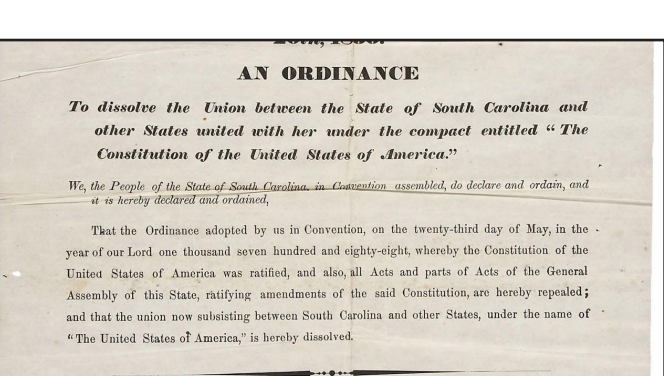 AN ORDINANCE
To dissolve the Union between the State of South Carolina and
other States united with her under the compact entitled “The
Constitution of the United States of America.”
We, the People of the State of South Carolina, in Convention assembled, do declare and ordain, and
it is hereby declared and ordained,
That the Ordinance adopted by us in Convention, on the twenty-third day of May, in the
year of our Lord one thousand seven hundred and eighty-eight, whereby the Constitution of the
United States of America was ratified, and also, all Acts and parts of Acts of the General
Assembly of this State, ratifying amendments of the said Constitution, are hereby repealed;
and that the union now subsisting between South Carolina and other States, under the name of
“The United States of America,” is hereby dissolved.